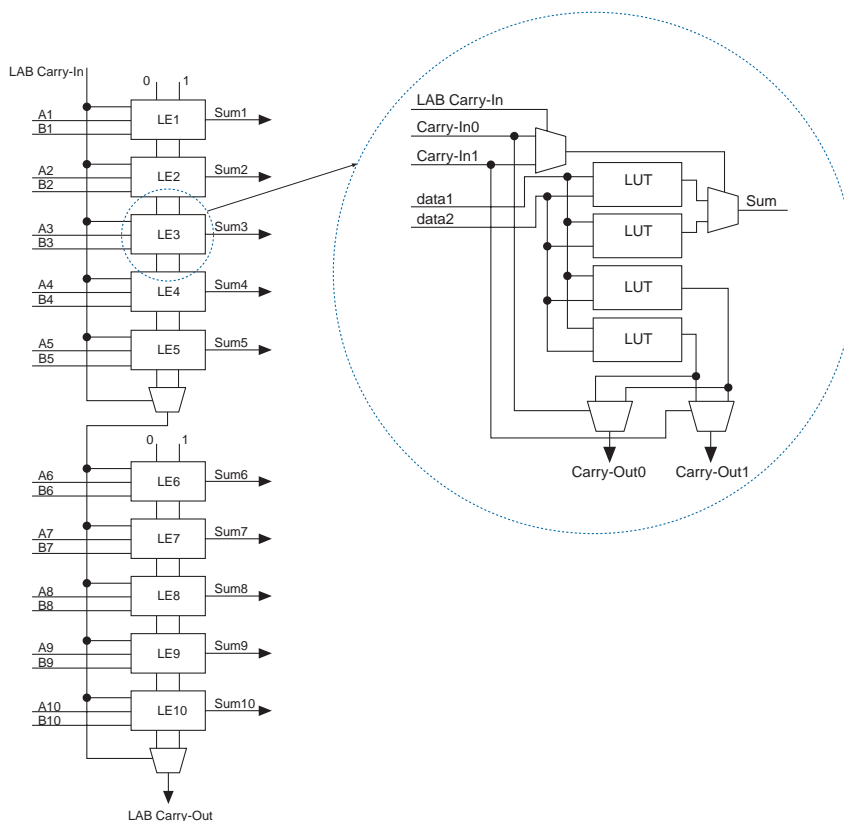 LAB Carry-In
0 1
A1
B1
LE1
Sum1
A2
B2
LE2
Sum2
A3
B3
LE3
Sum3
A4
B4
LE4
Sum4
A5
B5
LE5
Sum5
0 1
A6
B6
LE6
Sum6
A7
B7
LE7
Sum7
A8
B8
LE8
Sum8
A9
B9
LE9
Sum9
A10
B10
LE10
Sum10
LAB Carry-Out
LAB Carry-In
Carry-In0
Carry-In1
data1
data2
LUT
LUT
LUT
LUT
Sum
Carry-Out0
Carry-Out1